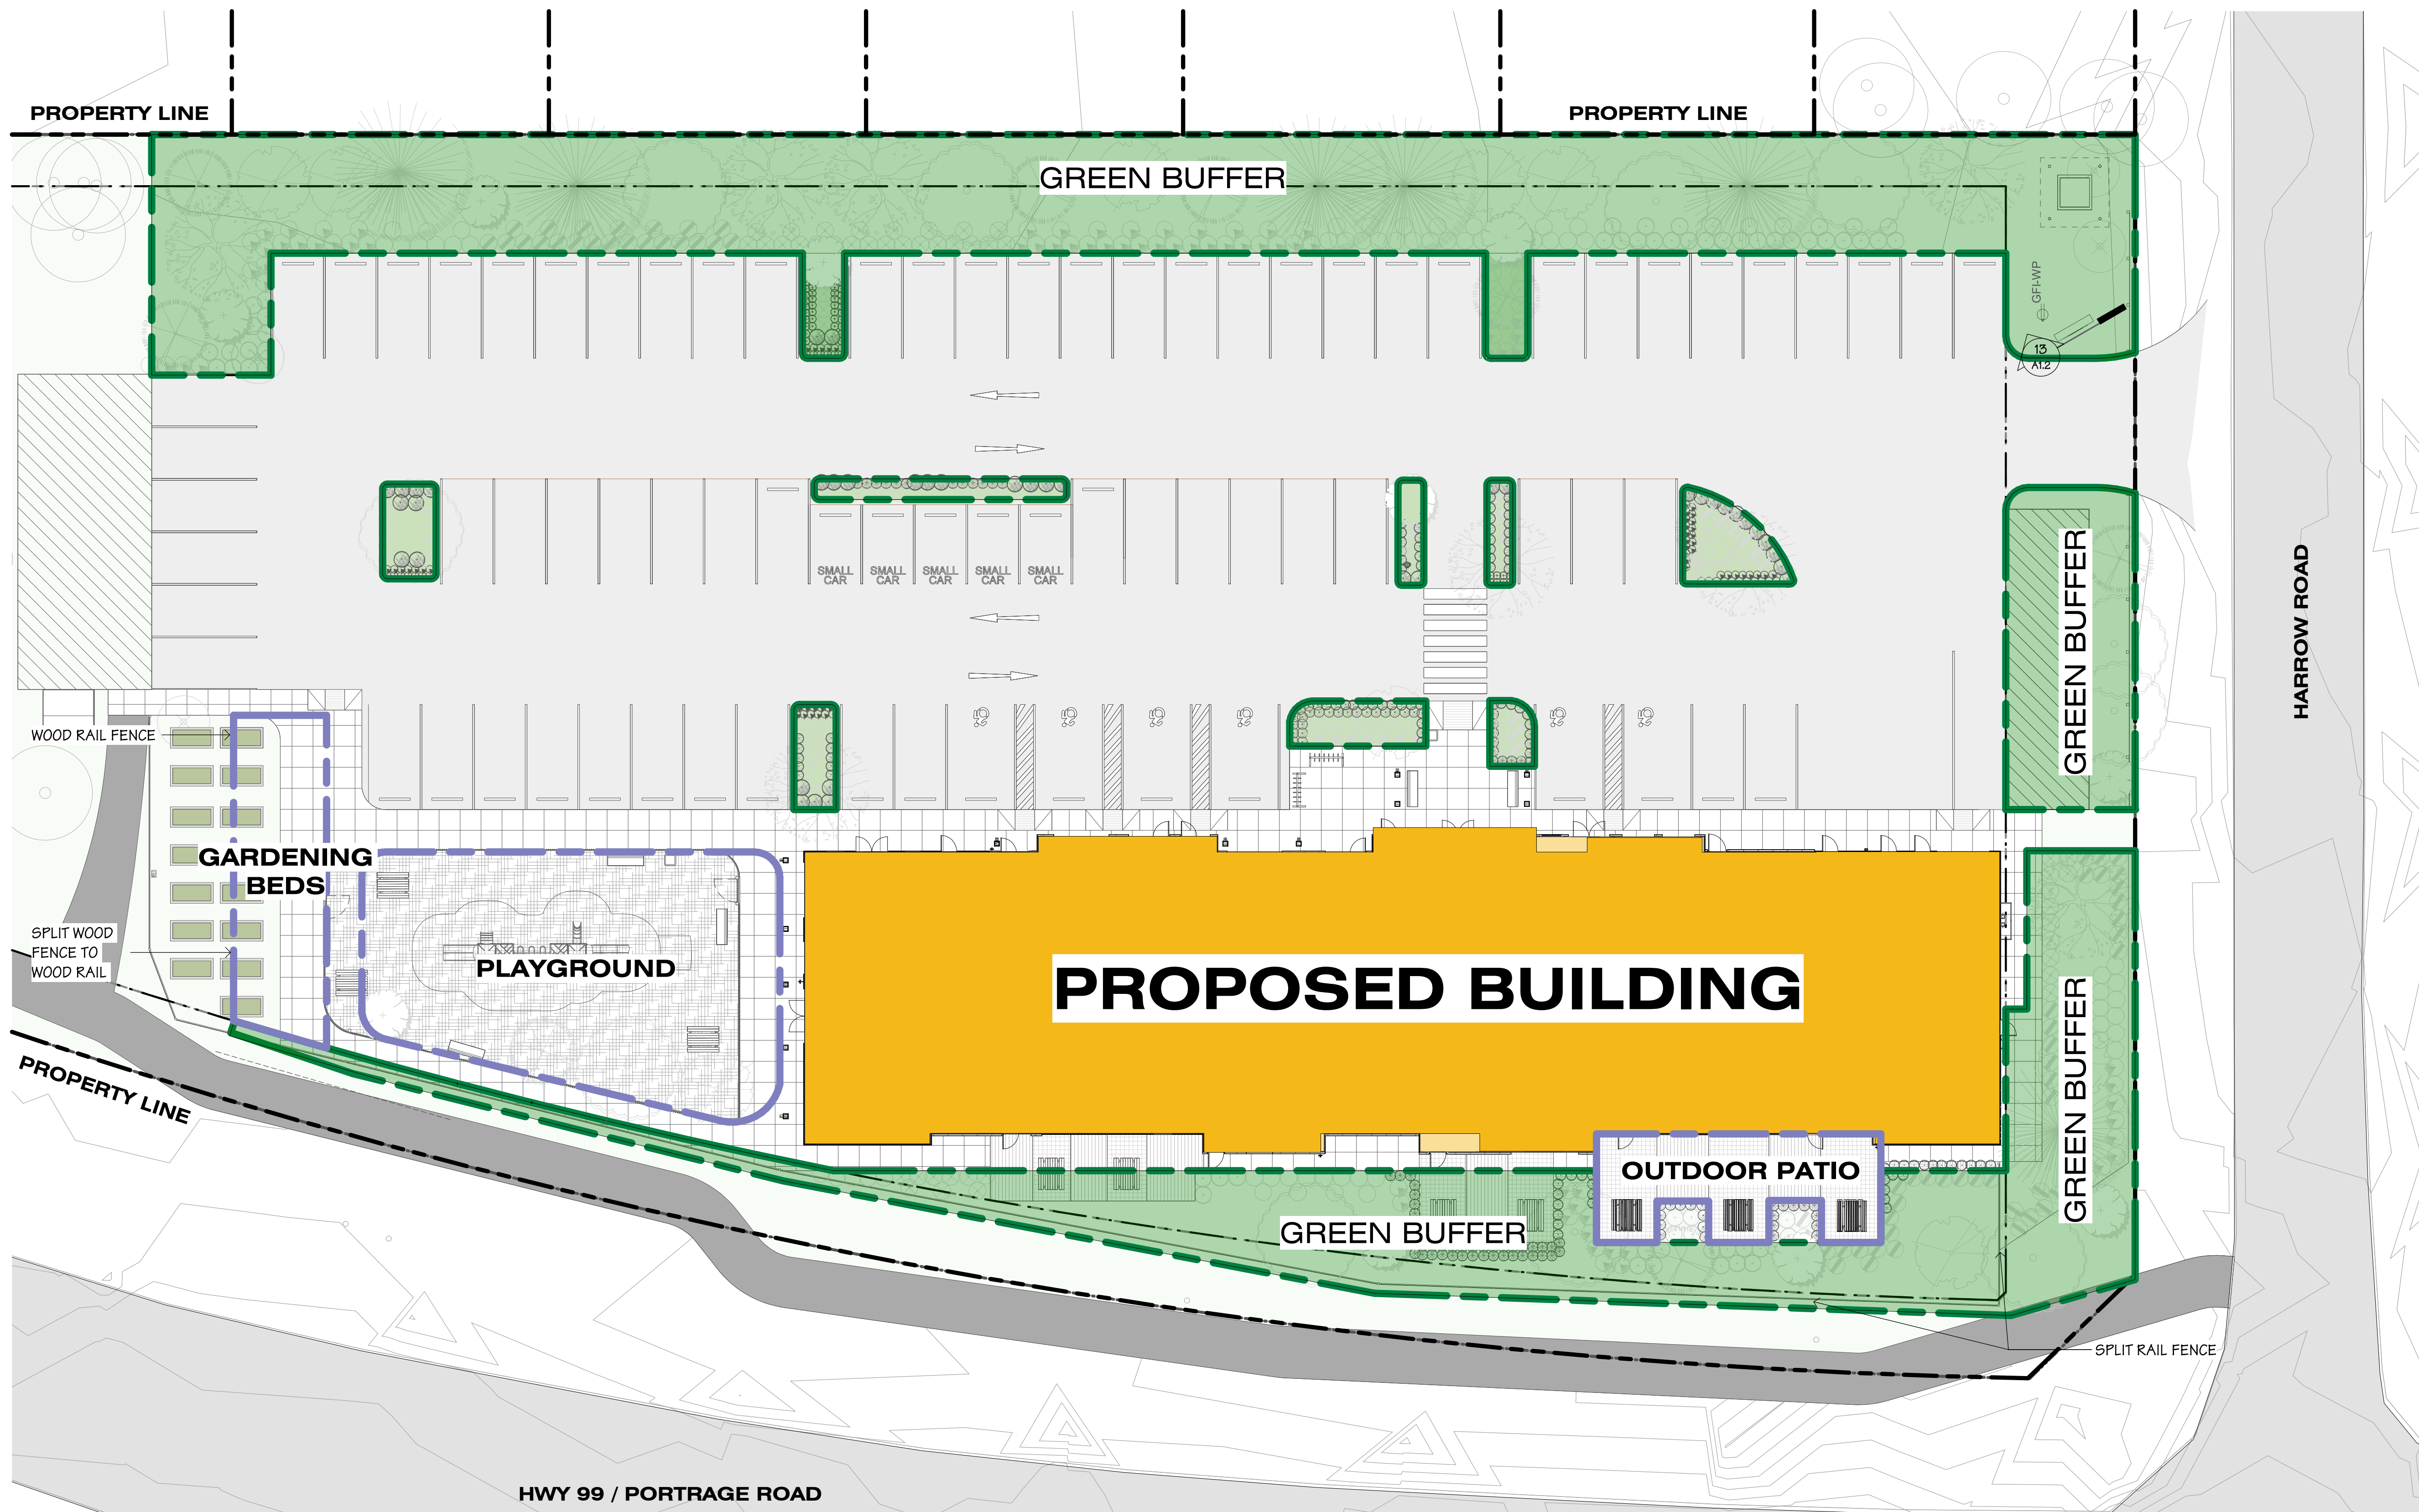 PROPERTY LINE
PROPERTY LINE
GREEN BUFFER
GFI-WP
13
A1.2
SMALL
CAR
SMALL
CAR
SMALL
CAR
SMALL
CAR
SMALL
CAR
GREEN BUFFER
HARROW ROAD
WOOD RAIL FENCE
GARDENING
BEDS
SPLIT WOOD
FENCE TO
WOOD RAIL
PLAYGROUND
PROPOSED BUILDING
PROPERTY LINE
GREEN BUFFER
OUTDOOR PATIO
GREEN BUFFER
SPLIT RAIL FENCE
HWY 99 / PORTRAGE ROAD